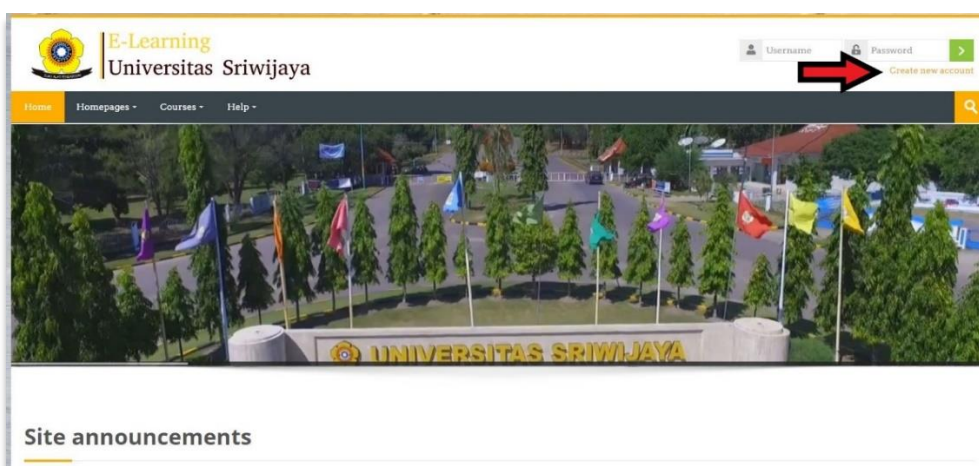 E-Learning
Universitas Sriwijaya
Username
Password
Create new account
Home
Homepages
Courses
Help
UNIVERSITAS SRIWIJAYA
Site announcements